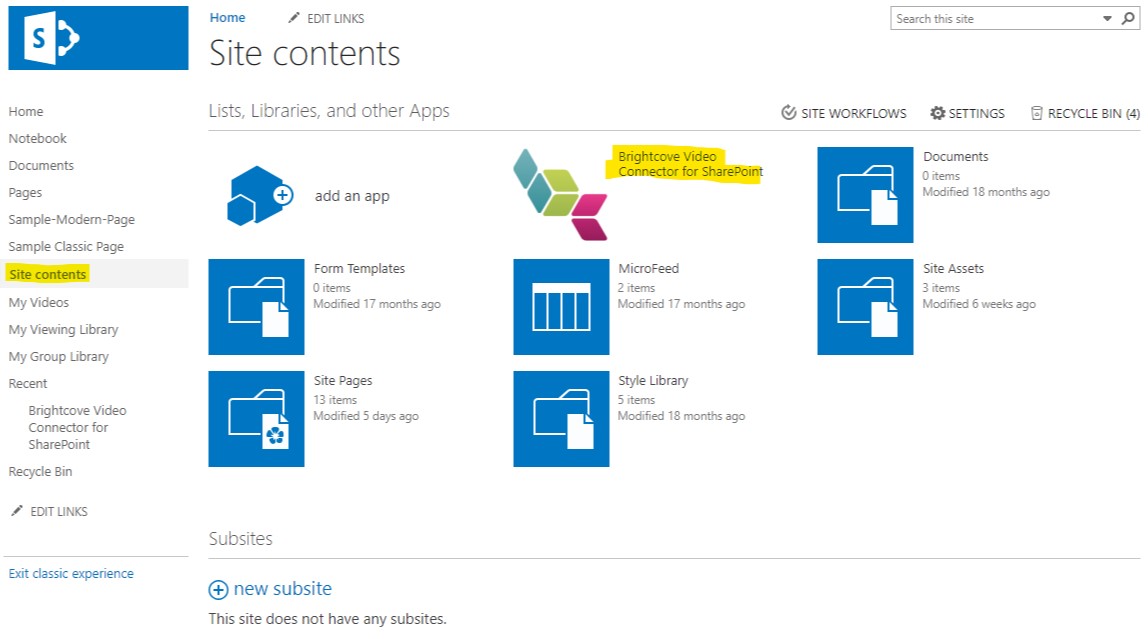 S
Home
EDIT LINKS
Search this site
Site contents
Home
Notebook
Documents
Pages
Sample-Modern-Page
Sample Classic Page
Site contents
My Videos
My Viewing Library
My Group Library
Recent
Brightcove Video
Connector for
SharePoint
Recycle Bin
EDIT LINKS
Exit classic experience
Lists, Libraries, and other Apps
SITE WORKFLOWS
SETTINGS
RECYCLE BIN (4)
add an app
Brightcove Video
Connector for SharePoint
Documents
0 items
Modified 18 months ago
Form Templates
0 items
Modified 17 months ago
MicroFeed
2 items
Modified 17 months ago
Site Assets
3 items
Modified 6 weeks ago
Site Pages
13 items
Modified 5 days ago
Style Library
5 items
Modified 18 months ago
Subsites
new subsite
This site does not have any subsites.